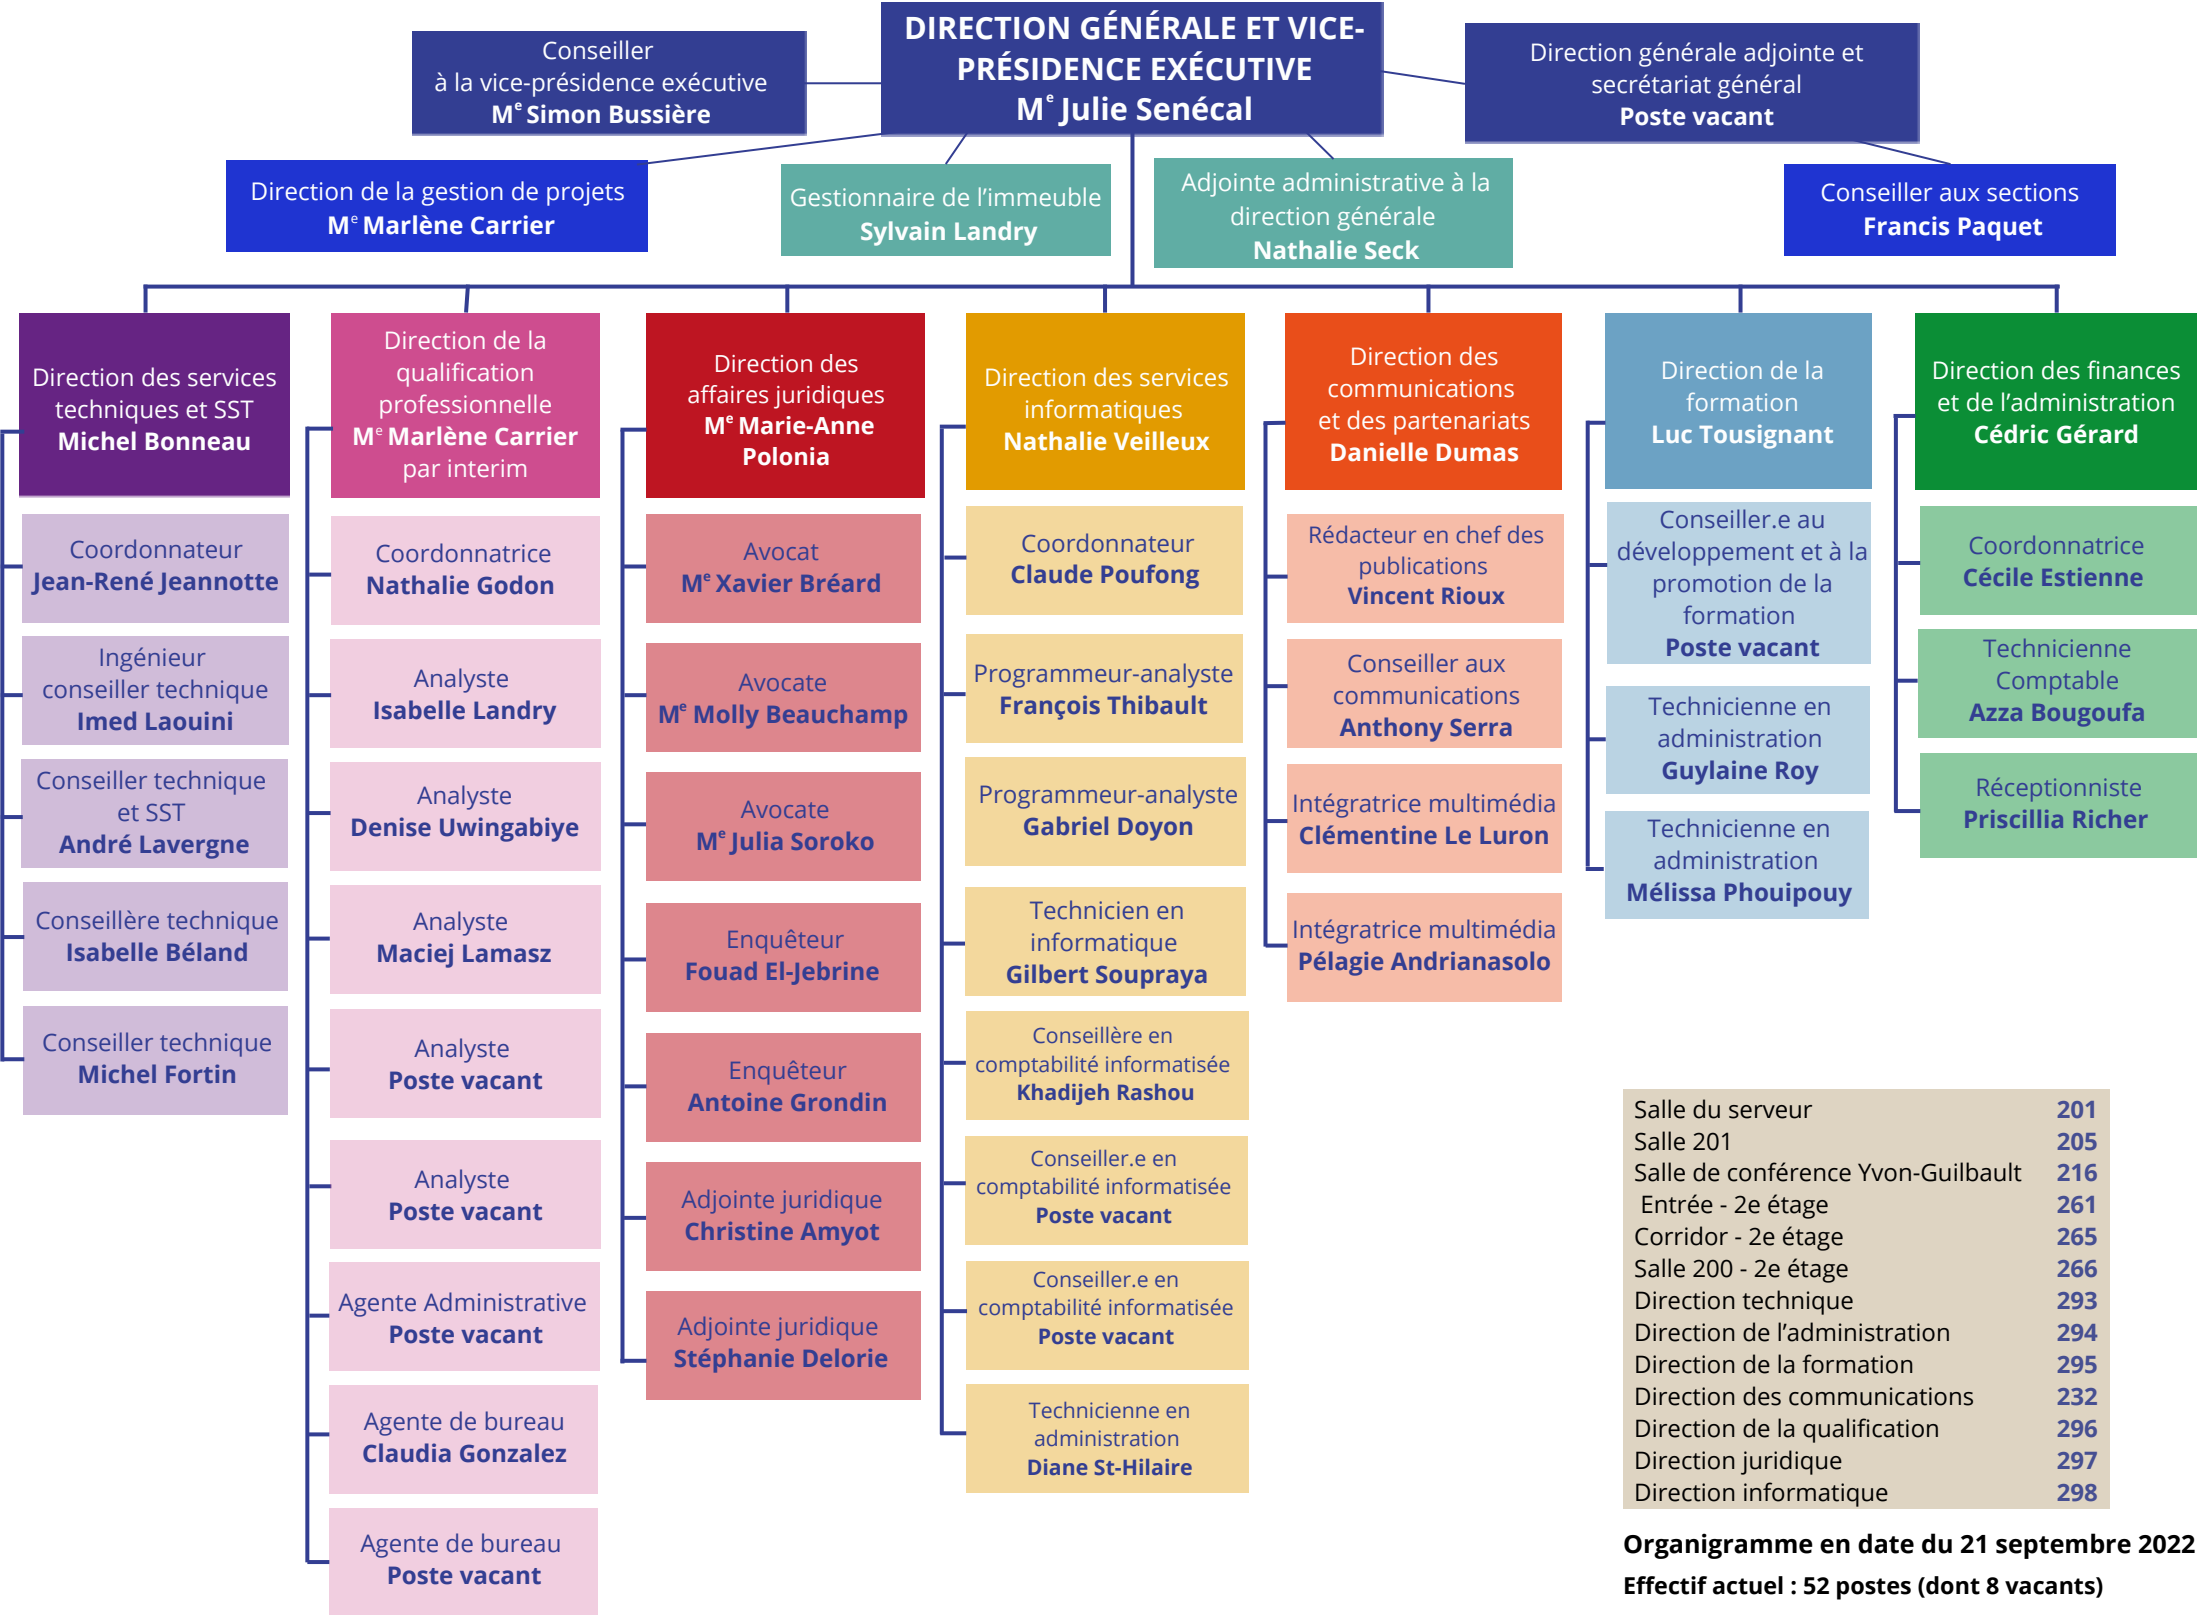 DIRECTION GÉNÉRALE ET VICE-
PRÉSIDENCE EXÉCUTIVE
Me Julie Senécal
Conseiller
à la vice-présidence exécutive
Me Simon Bussière
Direction générale adjointe et
secrétariat général
Poste vacant
Direction de la gestion de projets
Me Marlène Carrier
Gestionnaire de l’immeuble
Sylvain Landry
Adjointe administrative à la
direction générale
Nathalie Seck
Conseiller aux sections
Francis Paquet
Direction des services
techniques et SST
Michel Bonneau
Coordonnateur
Jean-René Jeannotte
Ingénieur
conseiller technique
Imed Laouini
Conseiller technique
et SST
André Lavergne
Conseillère technique
Isabelle Béland
Conseiller technique
Michel Fortin
Direction de la
qualification
professionnelle
Me Marlène Carrier
par interim
Coordonnatrice
Nathalie Godon
Analyste
Isabelle Landry
Analyste
Denise Uwingabiye
Analyste
Maciej Lamasz
Analyste
Poste vacant
Analyste
Poste vacant
Agente Administrative
Poste vacant
Agente de bureau
Claudia Gonzalez
Agente de bureau
Poste vacant
Direction des
affaires juridiques
Me Marie-Anne
Polonia
Avocat
Me Xavier Bréard
Avocate
Me Molly Beauchamp
Avocate
Me Julia Soroko
Enquêteur
Fouad El-Jebrine
Enquêteur
Antoine Grondin
Adjointe juridique
Christine Amyot
Adjointe juridique
Stéphanie Delorie
Direction des services
informatiques
Nathalie Veilleux
Coordonnateur
Claude Poufong
Programmeur-analyste
François Thibault
Programmeur-analyste
Gabriel Doyon
Technicien en
informatique
Gilbert Soupraya
Conseillère en
comptabilité informatisée
Khadijeh Rashou
Conseiller.e en
comptabilité informatisée
Poste vacant
Conseiller.e en
comptabilité informatisée
Poste vacant
Technicienne en
administration
Diane St-Hilaire
Direction des
communications
et des partenariats
Danielle Dumas
Rédacteur en chef des
publications
Vincent Rioux
Conseiller aux
communications
Anthony Serra
Intégratrice multimédia
Clémentine Le Luron
Intégratrice multimédia
Pélagie Andrianasolo
Direction de la
formation
Luc Tousignant
Conseiller.e au
développement et à la
promotion de la
formation
Poste vacant
Technicienne en
administration
Guylaine Roy
Technicienne en
administration
Mélissa Phouipouy
Direction des finances
et de l’administration
Cédric Gérard
Coordonnatrice
Cécile Estienne
Technicienne
Comptable
Azza Bougoufa
Réceptionniste
Priscillia Richer
Salle du serveur 201
Salle 201 205
Salle de conférence Yvon-Guilbault 216
Entrée - 2e étage 261
Corridor - 2e étage 265
Salle 200 - 2e étage 266
Direction technique 293
Direction de l’administration 294
Direction de la formation 295
Direction des communications 232
Direction de la qualification 296
Direction juridique 297
Direction informatique 298
Organigramme en date du 21 septembre 2022
Effectif actuel : 52 postes (dont 8 vacants)